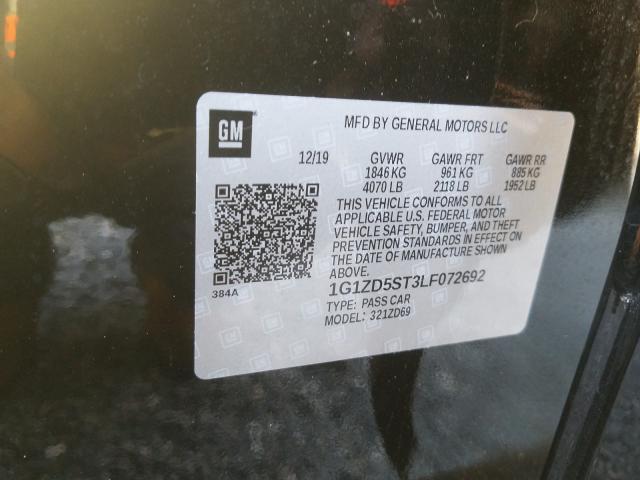 GM
MFD BY GENERAL MOTORS LLC
12/19 GVWR GAWR FRT GAWR RR
1846 KG 961 KG 885 KG
4070 LB 2118 LB 1952 LB
THIS VEHICLE CONFORMS TO ALL
APPLICABLE U.S. FEDERAL MOTOR
VEHICLE SAFETY, BUMPER, AND THEFT
PREVENTION STANDARDS IN EFFECT ON
THE DATE OF MANUFACTURE SHOWN
ABOVE.
384A
1G1ZD5ST3LF072692
TYPE: PASS CAR
MODEL: 321ZD69